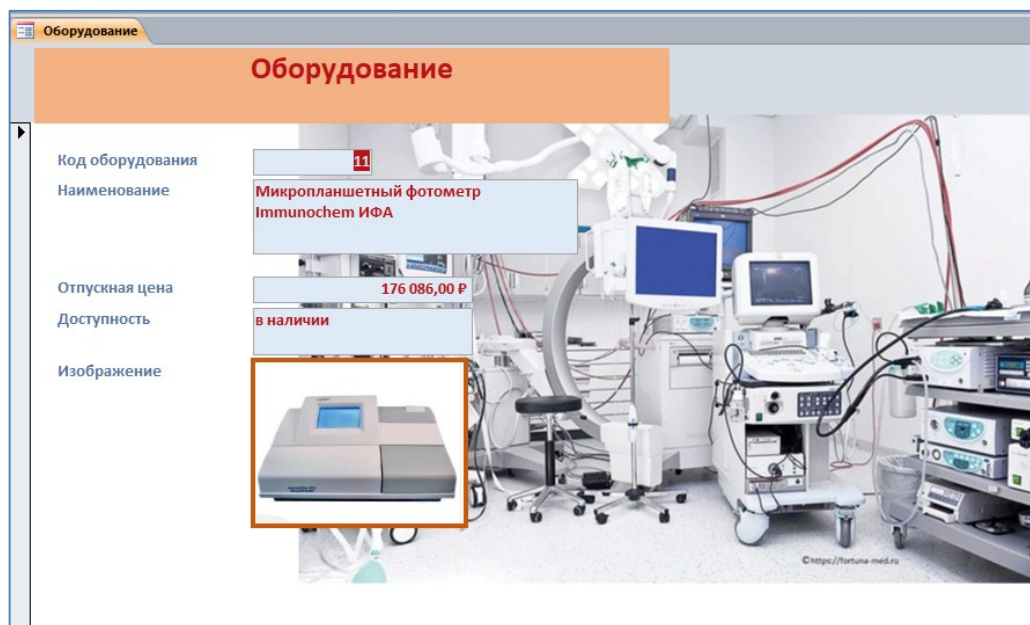 Оборудование
Оборудование
Код оборудования 11
Наименование Микропланшетный фотометр
Immunochem ИФА
Отпускная цена 176 086,00 ₽
Доступность в наличии
Изображение
©https://fortuna-med.ru